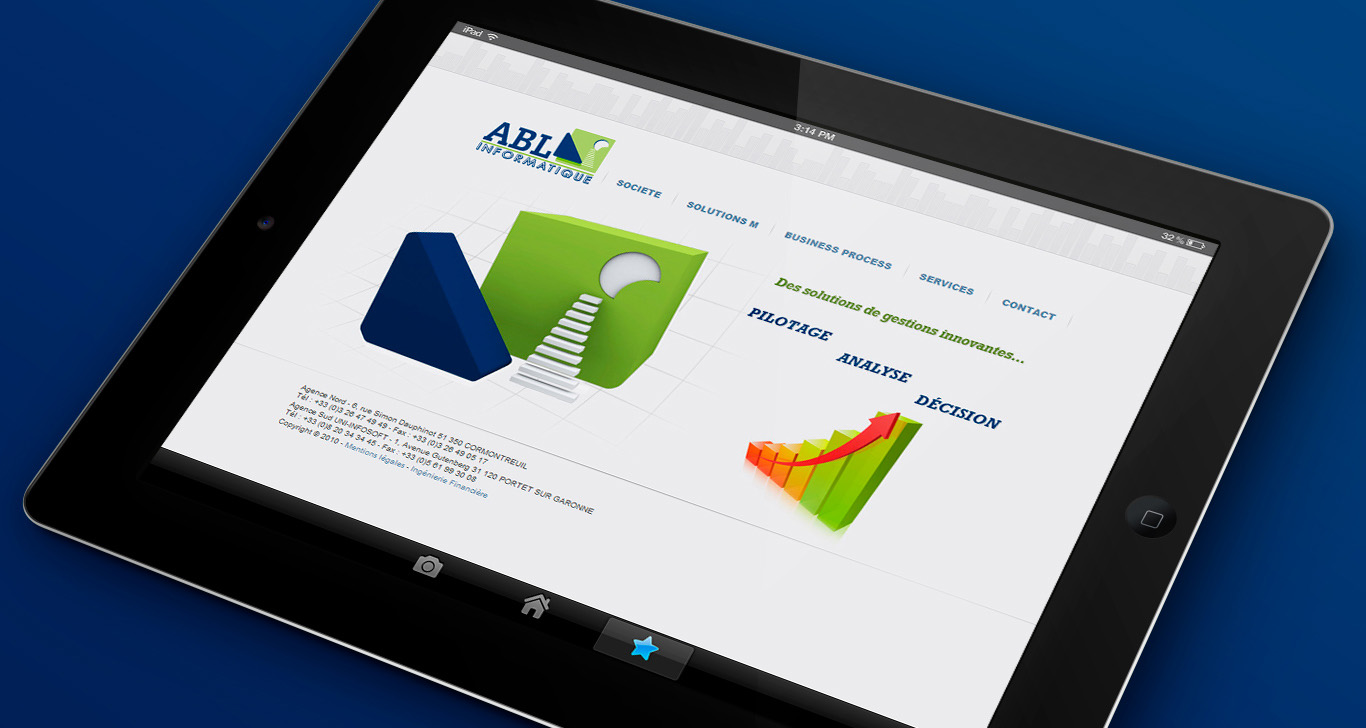 iPad
3:14 PM
32 %
ABL
INFORMATIQUE
SOCIETE
SOLUTIONS M
BUSINESS PROCESS
SERVICES
CONTACT
Des solutions de gestions innovantes...
PILOTAGE
ANALYSE
DÉCISION
Agence Nord - 6, rue Simon Dauphinot 51 350 CORMONTREUIL
Tél : +33 (0)3 26 47 49 49 - Fax : +33 (0)3 26 49 05 17
Agence Sud UNI-INFOSOFT - 1, Avenue Gutenberg 31 120 PORTET SUR GARONNE
Tél : +33 (0)8 20 34 34 45 - Fax : +33 (0)5 61 99 30 08
Copyright © 2010 - Mentions légales - Ingénierie Financière